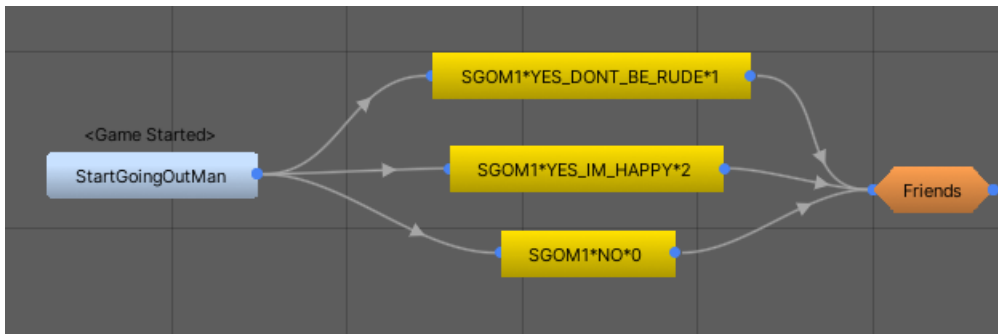 SGOM1*YES_DONT_BE_RUDE*1
<Game Started>
StartGoingOutMan
SGOM1*YES_IM_HAPPY*2
Friends
SGOM1*NO*0